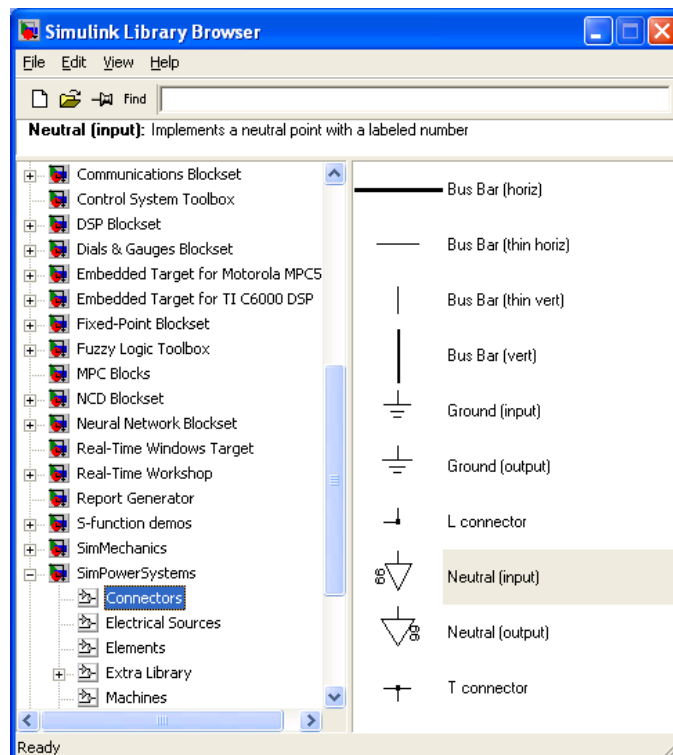 Simulink Library Browser
File Edit View Help
Find
Neutral (input): Implements a neutral point with a labeled number
Communications Blockset
Control System Toolbox
DSP Blockset
Dials & Gauges Blockset
Embedded Target for Motorola MPC5
Embedded Target for TI C6000 DSP
Fixed-Point Blockset
Fuzzy Logic Toolbox
MPC Blocks
NCD Blockset
Neural Network Blockset
Real-Time Windows Target
Real-Time Workshop
Report Generator
S-function demos
SimMechanics
SimPowerSystems
Connectors
Electrical Sources
Elements
Extra Library
Machines
Bus Bar (horiz)
Bus Bar (thin horiz)
Bus Bar (thin vert)
Bus Bar (vert)
Ground (input)
Ground (output)
L connector
Neutral (input)
Neutral (output)
T connector
Ready